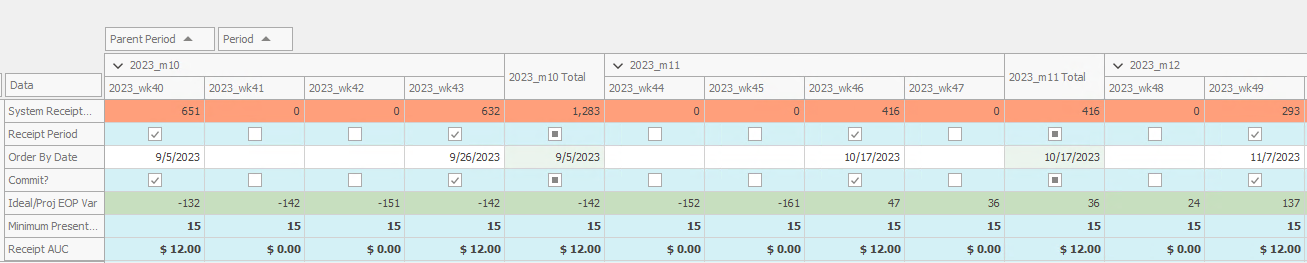 Parent Period Period
2023_m10 2023_m10 Total 2023_m11 2023_m11 Total 2023_m12
Data 2023_wk40 2023_wk41 2023_wk42 2023_wk43 2023_wk44 2023_wk45 2023_wk46 2023_wk47 2023_wk48 2023_wk49
System Receipt... 651 0 0 632 1,283 0 0 416 0 416 0 293
Receipt Period
Order By Date 9/5/2023 9/26/2023 9/5/2023 10/17/2023 10/17/2023 11/7/2023
Commit?
Ideal/Proj EOP Var -132 -142 -151 -142 -142 -152 -161 47 36 36 24 137
Minimum Present... 15 15 15 15 15 15 15 15 15 15 15 15
Receipt AUC $ 12.00 $ 0.00 $ 0.00 $ 12.00 $ 12.00 $ 0.00 $ 0.00 $ 12.00 $ 0.00 $ 12.00 $ 0.00 $ 12.00